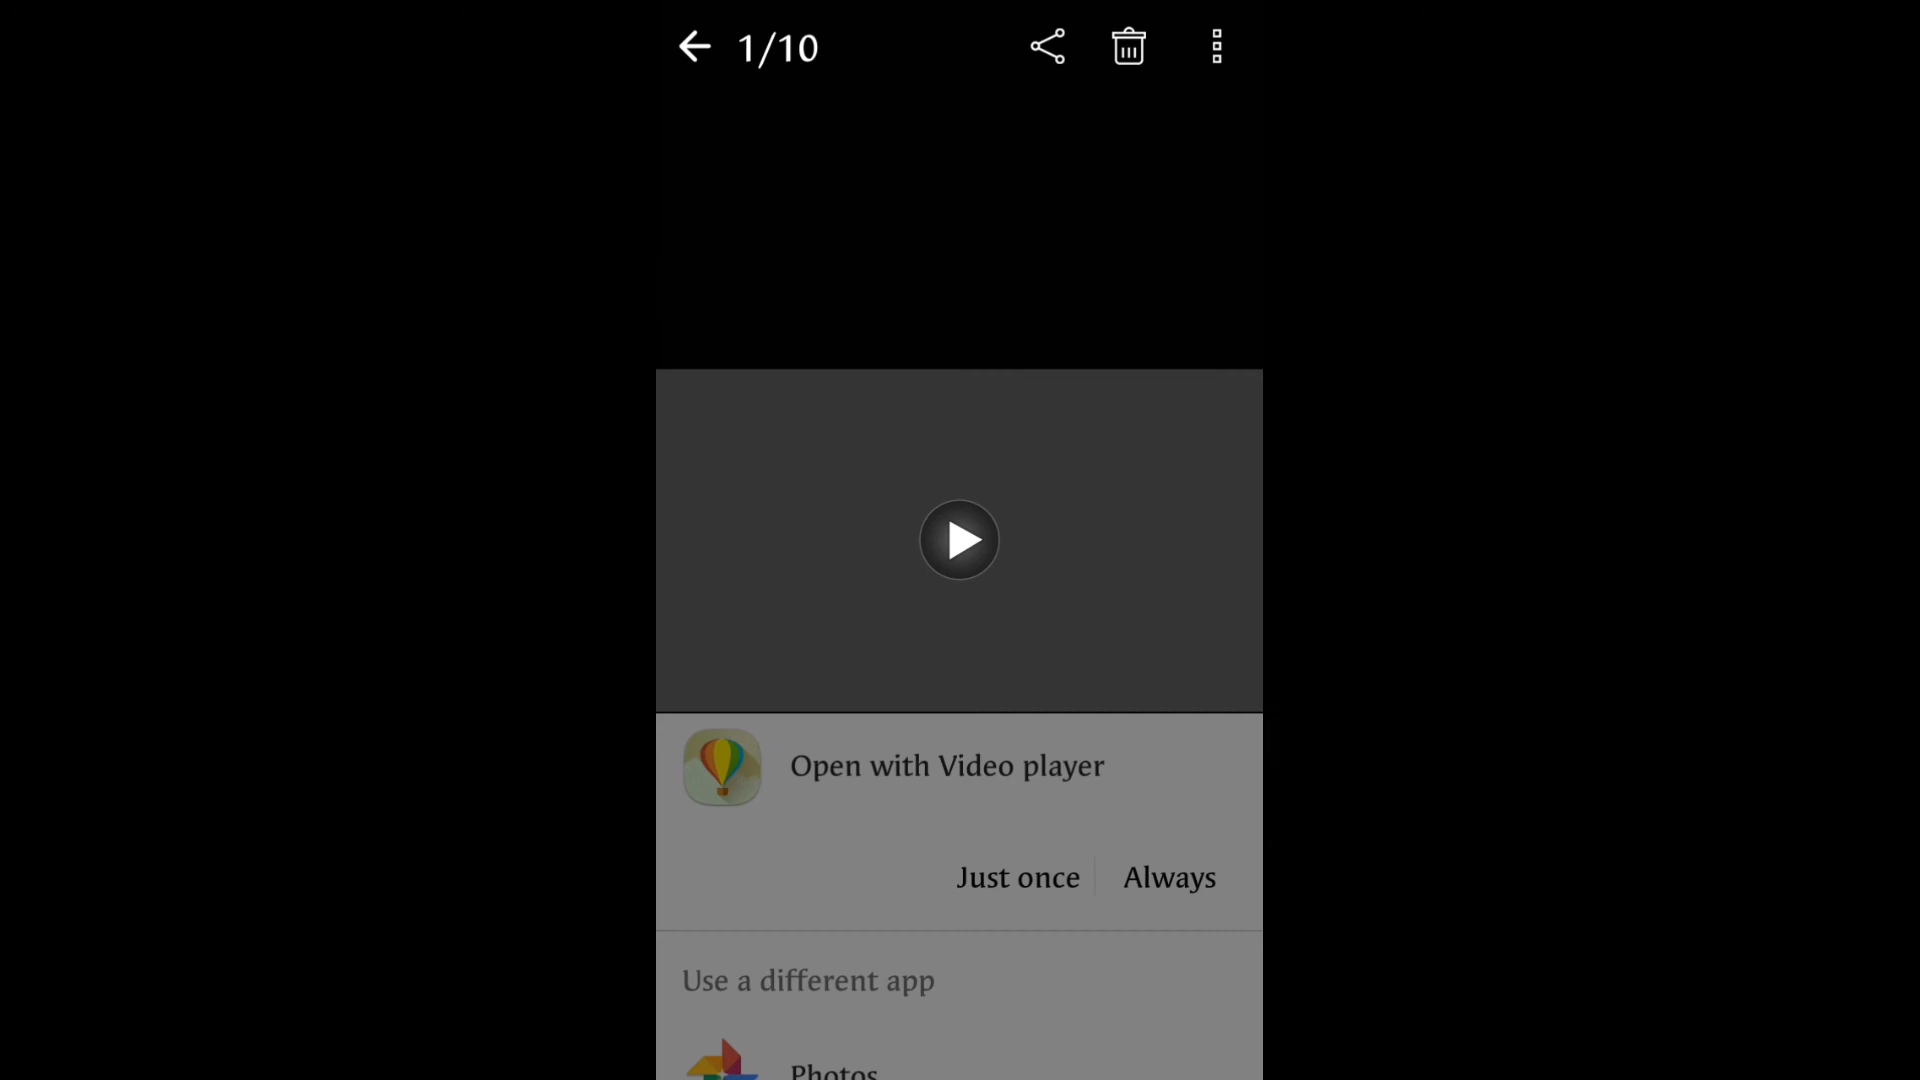 1/10
Open with Video player
Just once
Always
Use a different app
Photos